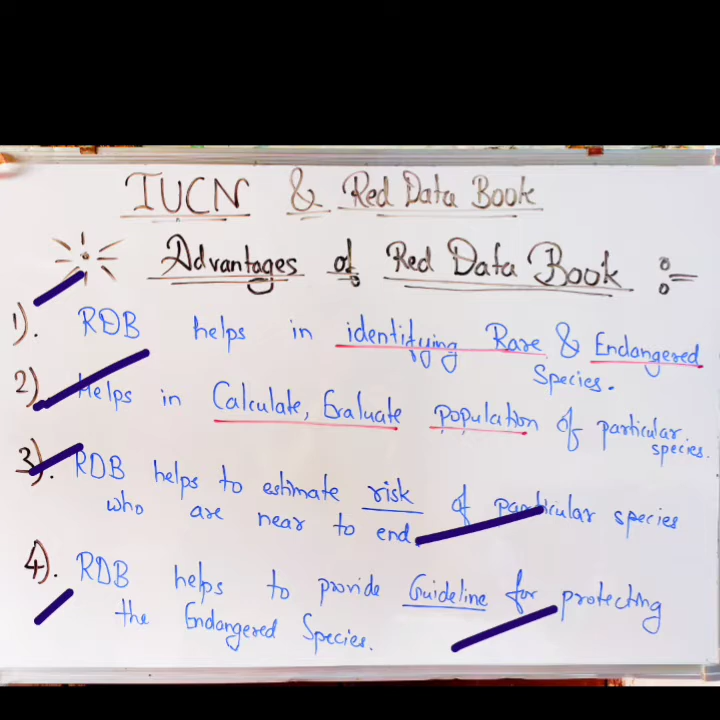 IUCN & Red Data Book
Advantages of Red Data Book :=
1). RDB helps in identifying Rare & Endangered
Species.
2). Helps in Calculate, Evaluate population of particular
species.
3). RDB helps to estimate risk of particular species
who are near to end
4). RDB helps to provide Guideline for protecting
the Endangered Species.